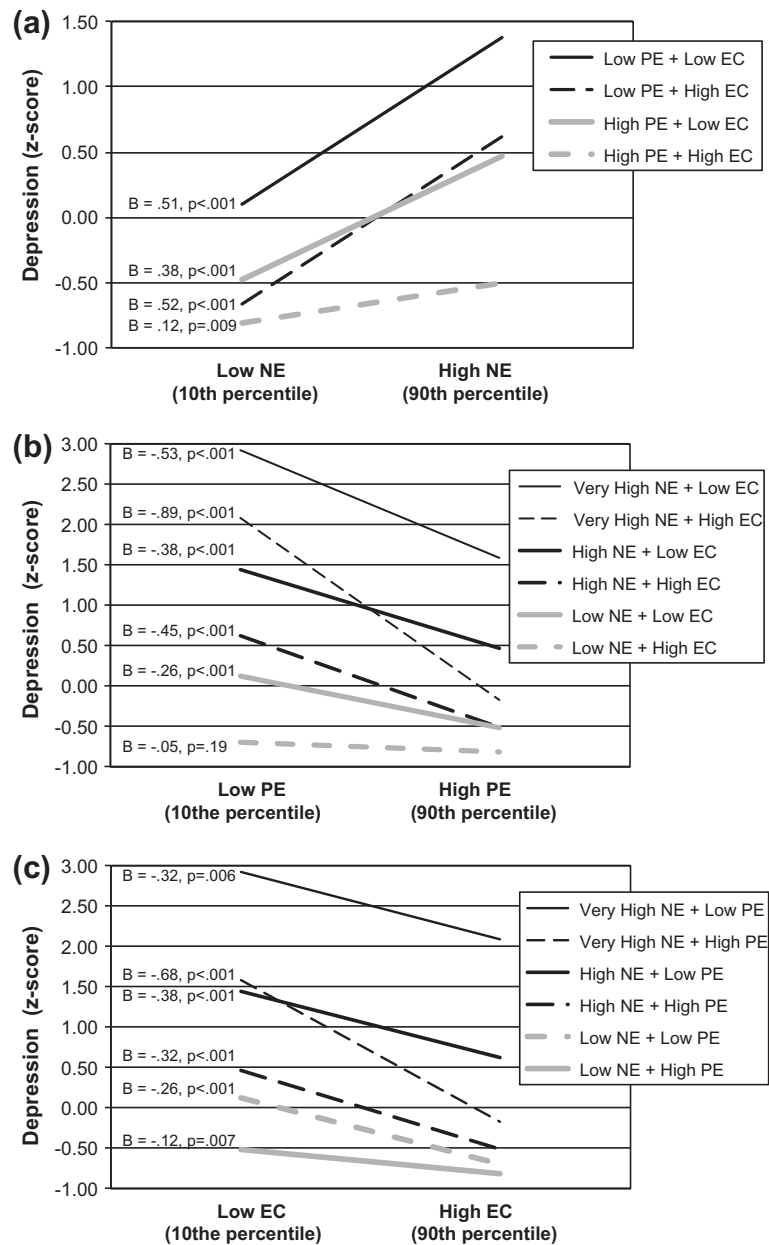 (a)
Depression (z-score)
1.50
1.00
0.50
0.00
-0.50
-1.00
B = .51, p<.001
B = .38, p<.001
B = .52, p<.001
B = .12, p=.009
Low PE + Low EC
Low PE + High EC
High PE + Low EC
High PE + High EC
Low NE
(10th percentile)
High NE
(90th percentile)
(b)
Depression (z-score)
3.00
2.50
2.00
1.50
1.00
0.50
0.00
-0.50
-1.00
B = -.53, p<.001
B = -.89, p<.001
B = -.38, p<.001
B = -.45, p<.001
B = -.26, p<.001
B = -.05, p=.19
Very High NE + Low EC
Very High NE + High EC
High NE + Low EC
High NE + High EC
Low NE + Low EC
Low NE + High EC
Low PE
(10the percentile)
High PE
(90th percentile)
(c)
Depression (z-score)
3.00
2.50
2.00
1.50
1.00
0.50
0.00
-0.50
-1.00
B = -.32, p=.006
B = -.68, p<.001
B = -.38, p<.001
B = -.32, p<.001
B = -.26, p<.001
B = -.12, p=.007
Very High NE + Low PE
Very High NE + High PE
High NE + Low PE
High NE + High PE
Low NE + Low PE
Low NE + High PE
Low EC
(10the percentile)
High EC
(90th percentile)